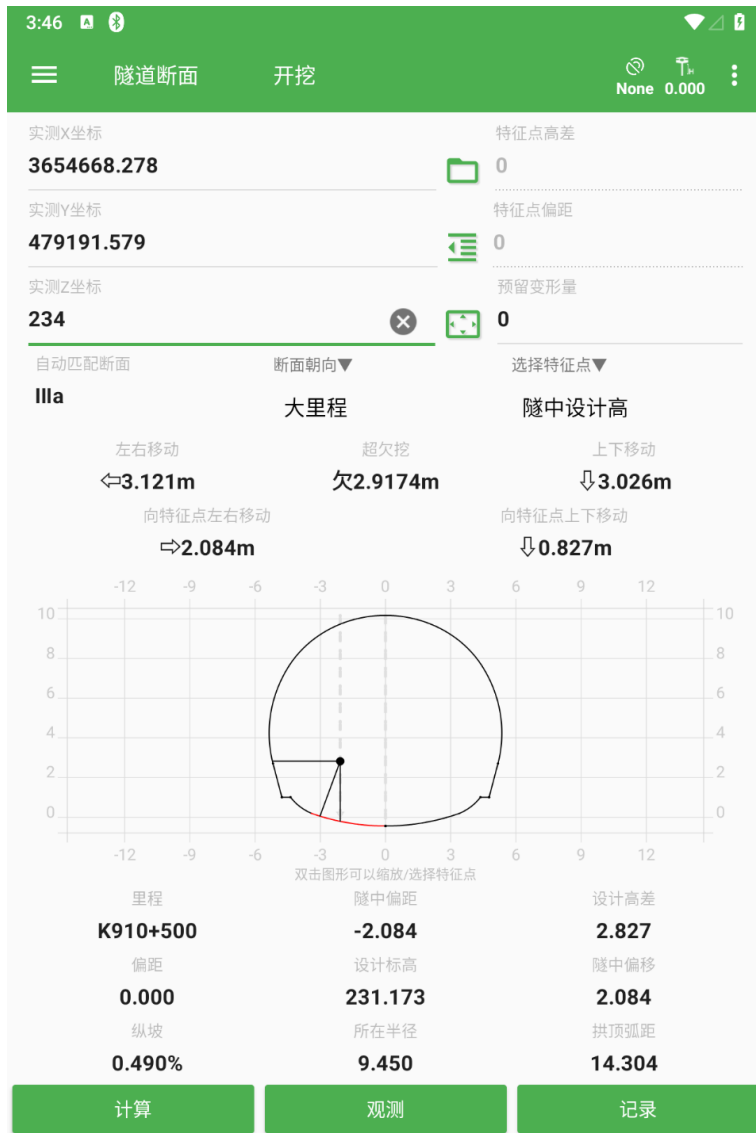 3:46 A
隧道断面 开挖 None 0.000
实测X坐标 特征点高差
3654668.278 0
实测Y坐标 特征点偏距
479191.579 0
实测Z坐标 预留变形量
234 0
自动匹配断面 断面朝向▼ 选择特征点▼
IIIa 大里程 隧中设计高
左右移动 超欠挖 上下移动
⇦3.121m 欠2.9174m ⇩3.026m
向特征点左右移动 向特征点上下移动
⇨2.084m ⇩0.827m
-12 -9 -6 -3 0 3 6 9 12
10 10
8 8
6 6
4 4
2 2
0 0
-12 -9 -6 -3 0 3 6 9 12
双击图形可以缩放/选择特征点
里程 隧中偏距 设计高差
K910+500 -2.084 2.827
偏距 设计标高 隧中偏移
0.000 231.173 2.084
纵坡 所在半径 拱顶弧距
0.490% 9.450 14.304
计算 观测 记录